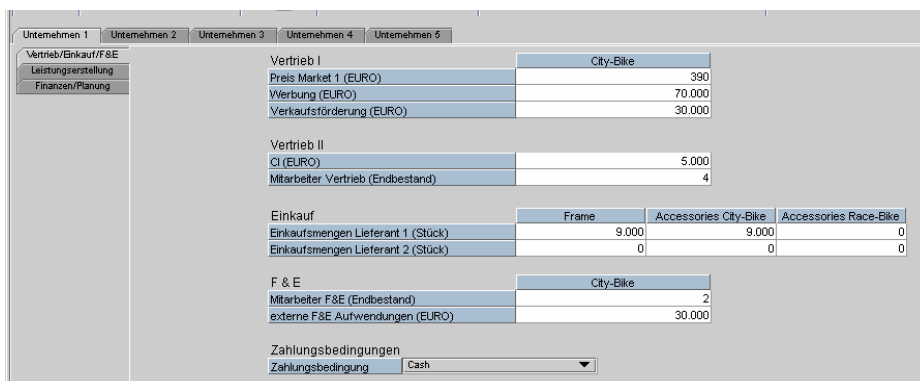 Unternehmen 1 Unternehmen 2 Unternehmen 3 Unternehmen 4 Unternehmen 5
Vertrieb/Einkauf/F&E
Leistungserstellung
Finanzen/Planung
Vertrieb I City-Bike
Preis Market 1 (EURO) 390
Werbung (EURO) 70.000
Verkaufsförderung (EURO) 30.000
Vertrieb II
CI (EURO) 5.000
Mitarbeiter Vertrieb (Endbestand) 4
Einkauf Frame Accessories City-Bike Accessories Race-Bike
Einkaufsmengen Lieferant 1 (Stück) 9.000 9.000 0
Einkaufsmengen Lieferant 2 (Stück) 0 0 0
F & E City-Bike
Mitarbeiter F&E (Endbestand) 2
externe F&E Aufwendungen (EURO) 30.000
Zahlungsbedingungen
Zahlungsbedingung Cash